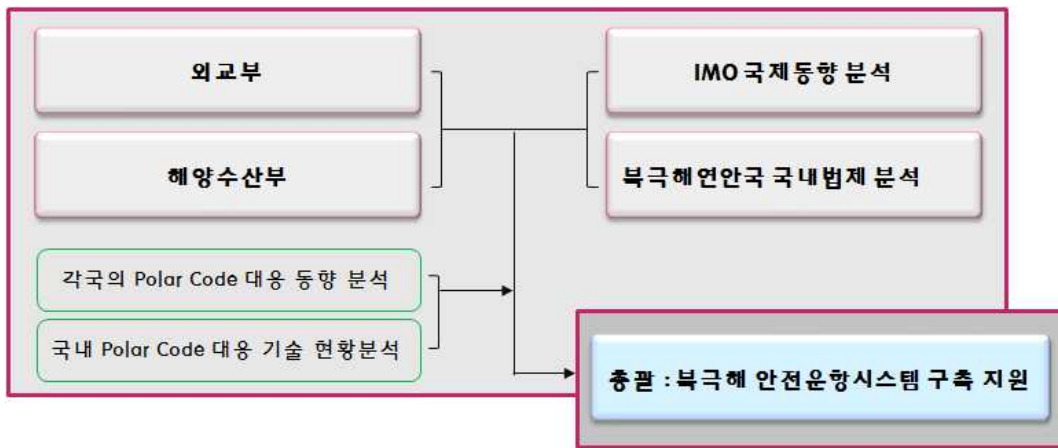 외교부
IMO 국제동향 분석
해양수산부
북극해연안국 국내법제 분석
각국의 Polar Code 대응 동향 분석
국내 Polar Code 대응 기술 현황분석
총괄 : 북극해 안전운항시스템 구축 지원